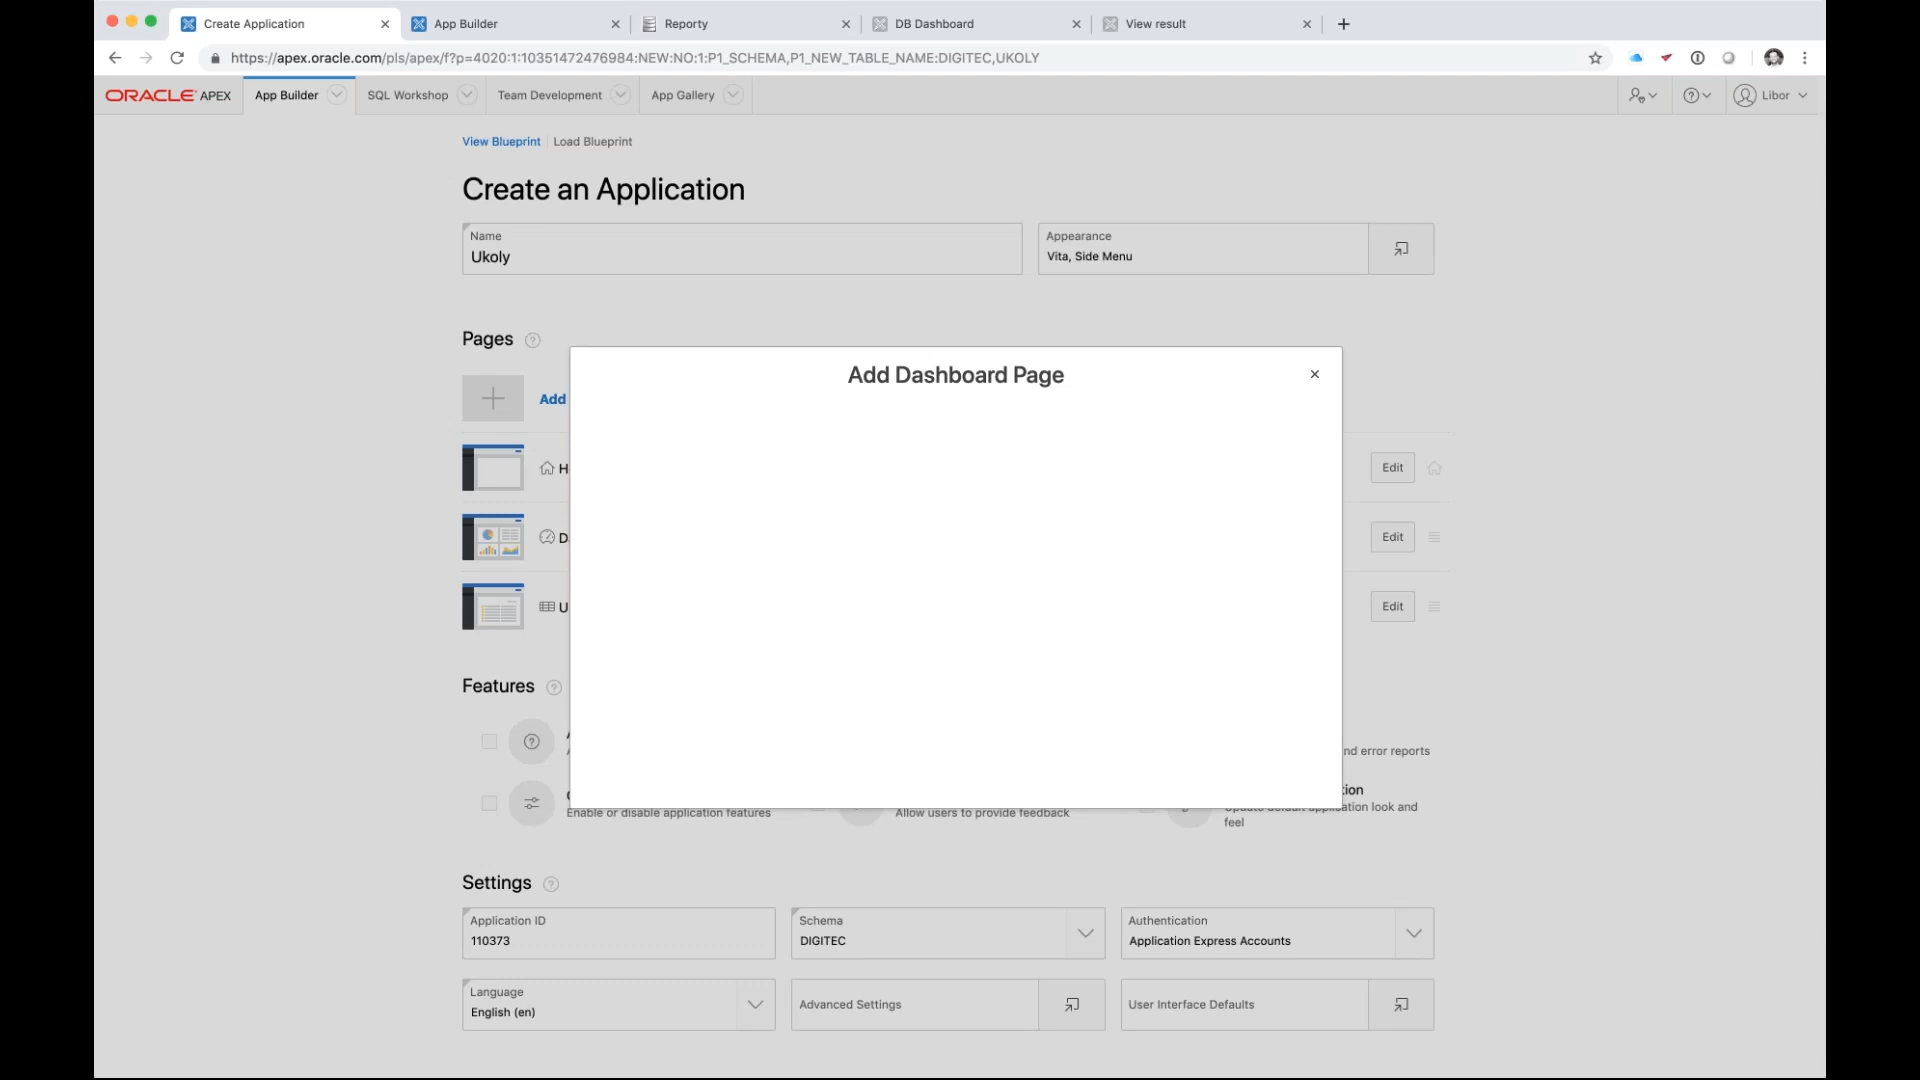 Create Application
App Builder
Reporty
DB Dashboard
View result
https://apex.oracle.com/pls/apex/f?p=4020:1:10351472476984:NEW:NO:1:P1_SCHEMA,P1_NEW_TABLE_NAME:DIGITEC,UKOLY
ORACLE APEX
App Builder
SQL Workshop
Team Development
App Gallery
Libor
View Blueprint
Load Blueprint
Create an Application
Name
Ukoly
Appearance
Vita, Side Menu
Pages
Add Dashboard Page
Add
H
Edit
D
Edit
U
Edit
Features
nd error reports
Enable or disable application features
Allow users to provide feedback
tion
Update default application look and
feel
Settings
Application ID
110373
Schema
DIGITEC
Authentication
Application Express Accounts
Language
English (en)
Advanced Settings
User Interface Defaults